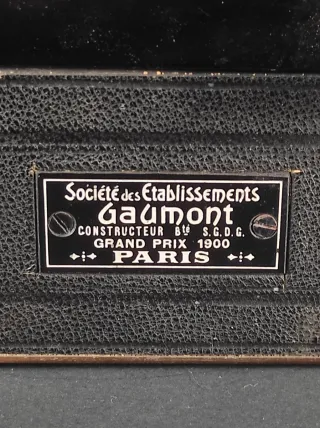 Société des Etablissements
Gaumont
CONSTRUCTEUR Bté S.G.D.G.
GRAND PRIX 1900
PARIS